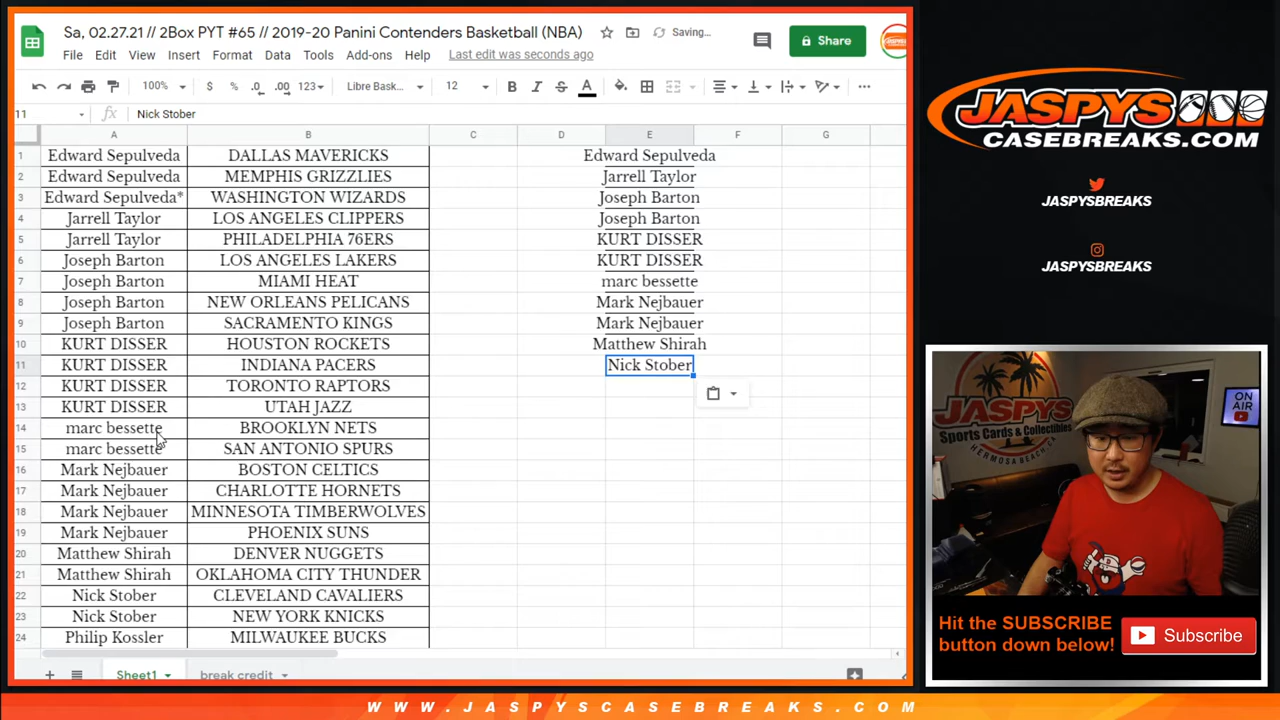 Sa, 02.27.21 // 2Box PYT #65 // 2019-20 Panini Contenders Basketball (NBA)
Saving...
File Edit View Insert Format Data Tools Add-ons Help Last edit was seconds ago
Share
100% $ % .0 .00 123 Libre Bask... 12 B I S A
11 fx Nick Stober
A B C D E F G
1 Edward Sepulveda DALLAS MAVERICKS Edward Sepulveda
2 Edward Sepulveda MEMPHIS GRIZZLIES Jarrell Taylor
3 Edward Sepulveda* WASHINGTON WIZARDS Joseph Barton
4 Jarrell Taylor LOS ANGELES CLIPPERS Joseph Barton
5 Jarrell Taylor PHILADELPHIA 76ERS KURT DISSER
6 Joseph Barton LOS ANGELES LAKERS KURT DISSER
7 Joseph Barton MIAMI HEAT marc bessette
8 Joseph Barton NEW ORLEANS PELICANS Mark Nejbauer
9 Joseph Barton SACRAMENTO KINGS Mark Nejbauer
10 KURT DISSER HOUSTON ROCKETS Matthew Shirah
11 KURT DISSER INDIANA PACERS Nick Stober
12 KURT DISSER TORONTO RAPTORS
13 KURT DISSER UTAH JAZZ
14 marc bessette BROOKLYN NETS
15 marc bessette SAN ANTONIO SPURS
16 Mark Nejbauer BOSTON CELTICS
17 Mark Nejbauer CHARLOTTE HORNETS
18 Mark Nejbauer MINNESOTA TIMBERWOLVES
19 Mark Nejbauer PHOENIX SUNS
20 Matthew Shirah DENVER NUGGETS
21 Matthew Shirah OKLAHOMA CITY THUNDER
22 Nick Stober CLEVELAND CAVALIERS
23 Nick Stober NEW YORK KNICKS
24 Philip Kossler MILWAUKEE BUCKS
Sheet1 break credit
JASPYS
CASEBREAKS.COM
JASPYSBREAKS
JASPYSBREAKS
JASPYS
Sports Cards & Collectibles
HERMOSA BEACH, CA
ON AIR
Hit the SUBSCRIBE
button down below!
Subscribe
WWW.JASPYSCASEBREAKS.COM